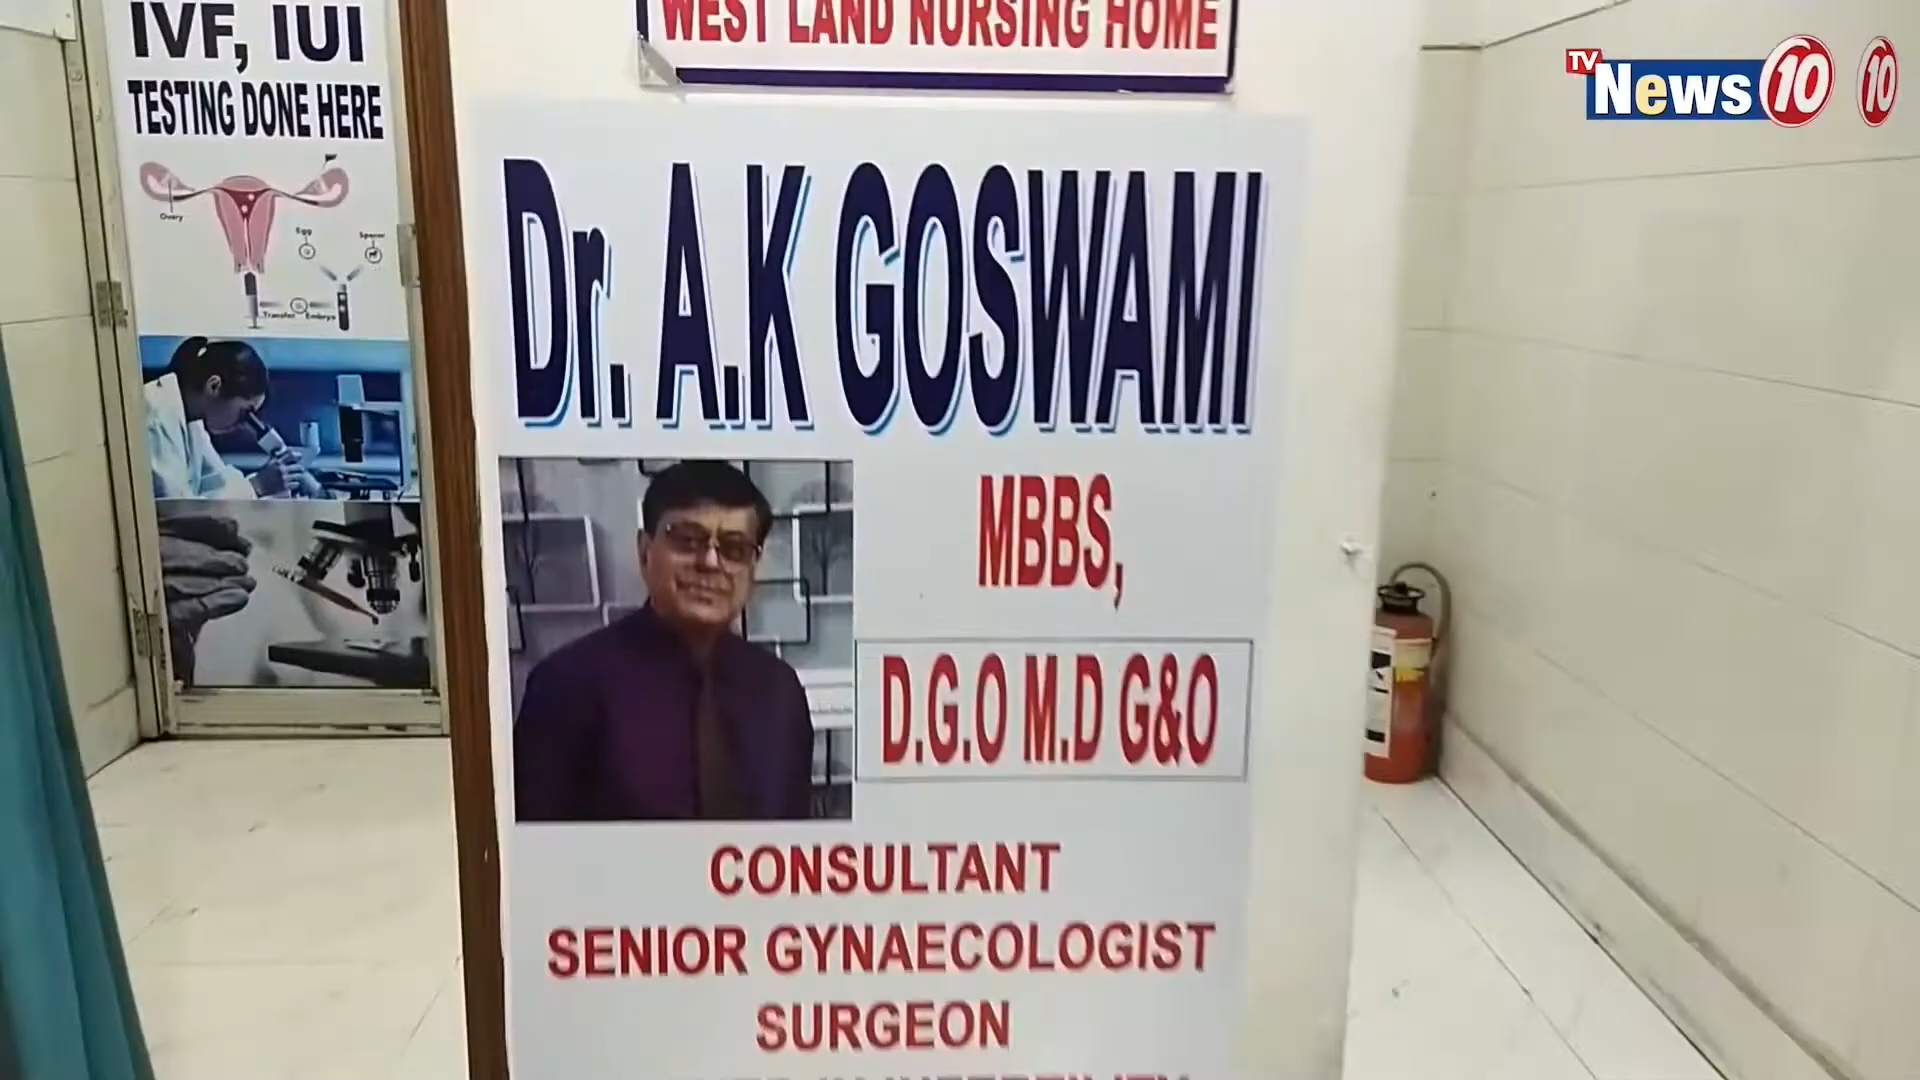 IVF, IUI
TESTING DONE HERE
Ovary
Egg
Sperm
Transfer
Embryo
WEST LAND NURSING HOME
Dr. A.K GOSWAMI
MBBS,
D.G.O M.D G&O
CONSULTANT
SENIOR GYNAECOLOGIST
SURGEON
TV
News 10
10